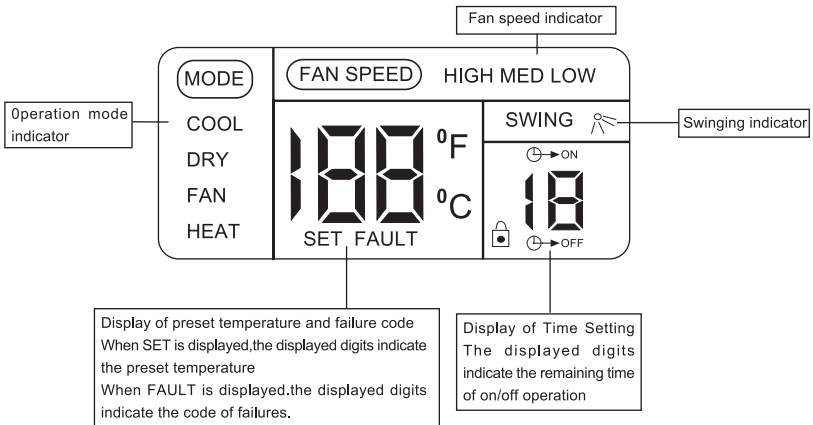 Fan speed indicator
MODE
FAN SPEED
HIGH MED LOW
0peration mode
indicator
COOL
DRY
FAN
HEAT
188
⁰F
⁰C
SET FAULT
SWING
Swinging indicator
ON
18
OFF
Display of preset temperature and failure code
When SET is displayed,the displayed digits indicate
the preset temperature
When FAULT is displayed.the displayed digits
indicate the code of failures.
Display of Time Setting
The displayed digits
indicate the remaining time
of on/off operation